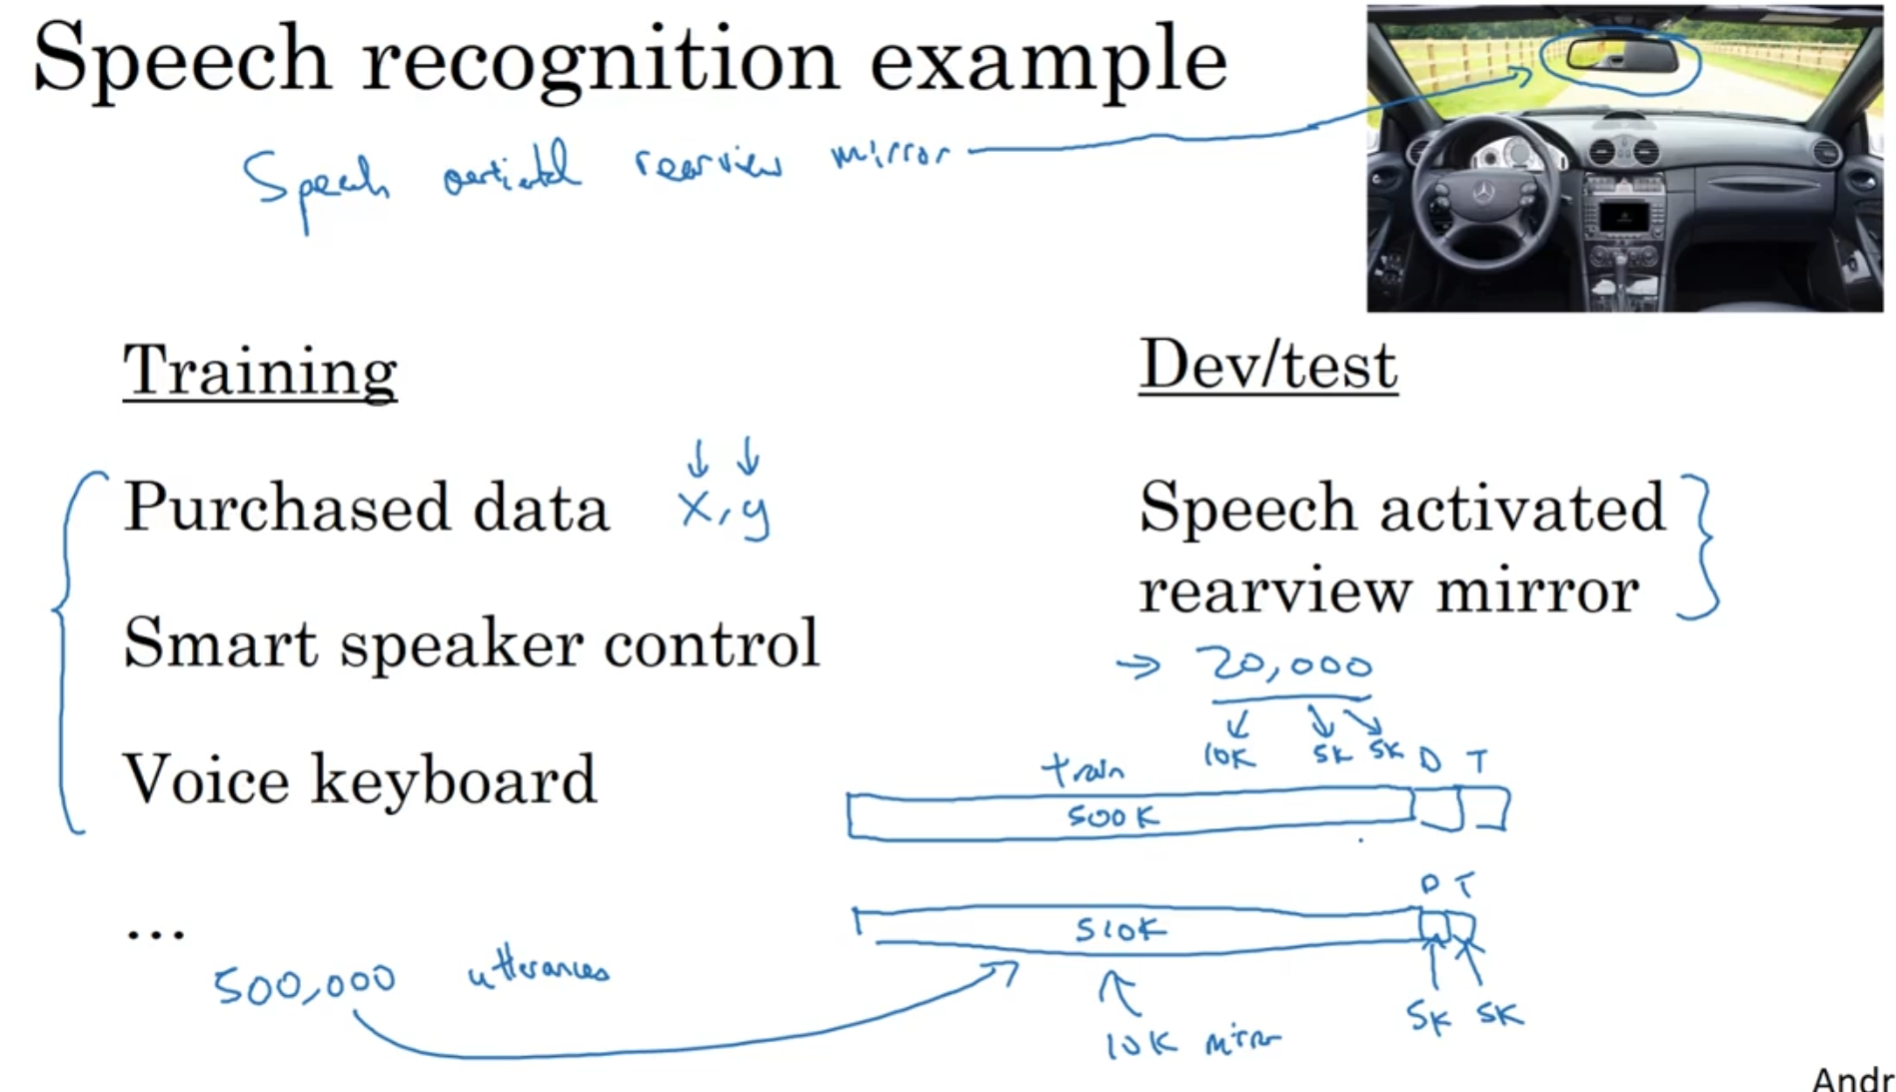 Speech recognition example
Speech rearview mirror
Training
Purchased data x, y
Smart speaker control
Voice keyboard
...
500,000 utterances
Dev/test
Speech activated
rearview mirror
→ 20,000
10K 5K 5K
train D T
500K
D T
510K
5K 5K
10K mirror
Andr